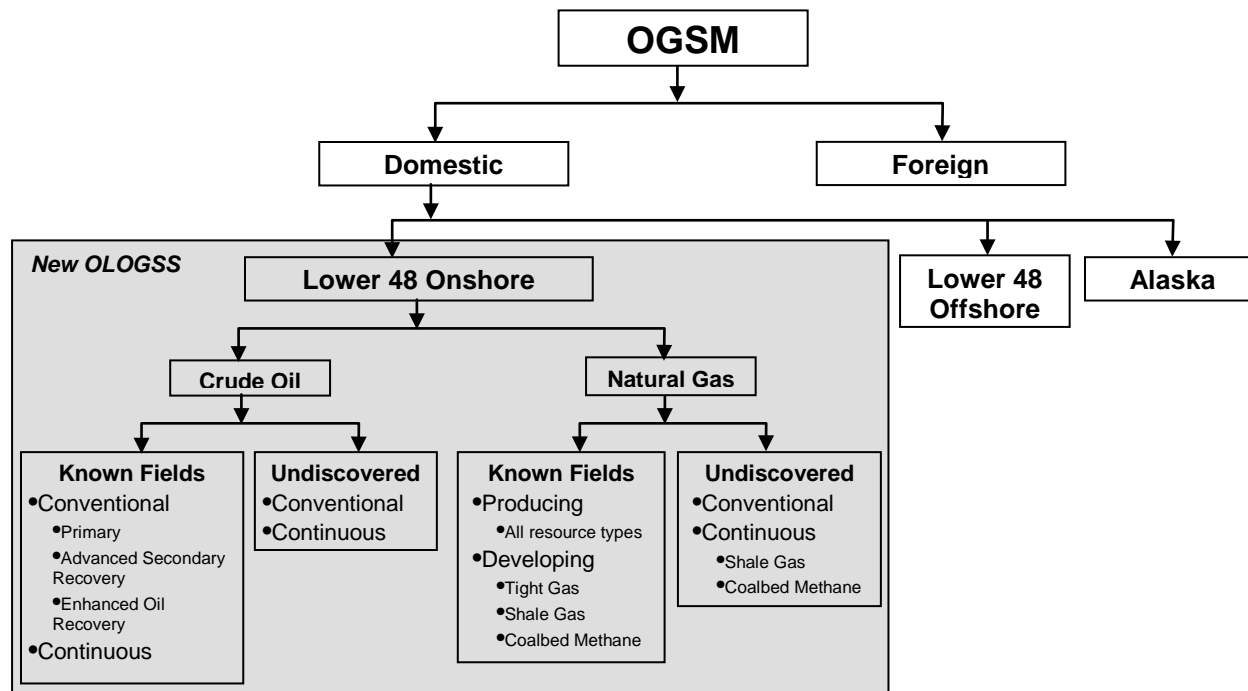 OGSM
Domestic
Foreign
New OLOGSS
Lower 48 Onshore
Lower 48
Offshore
Alaska
Crude Oil
Natural Gas
Known Fields
•Conventional
•Primary
•Advanced Secondary
Recovery
•Enhanced Oil
Recovery
•Continuous
Undiscovered
•Conventional
•Continuous
Known Fields
•Producing
•All resource types
•Developing
•Tight Gas
•Shale Gas
•Coalbed Methane
Undiscovered
•Conventional
•Continuous
•Shale Gas
•Coalbed Methane